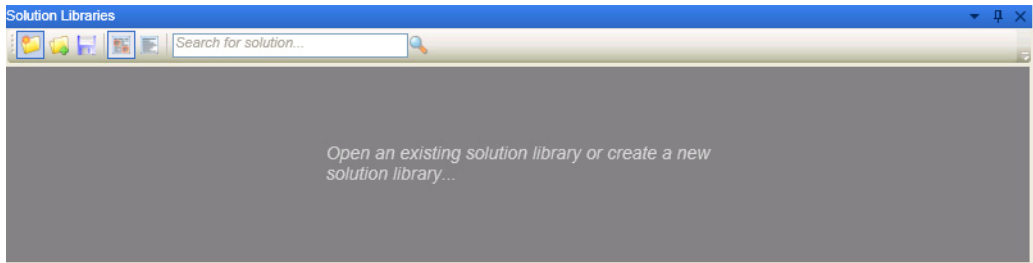 Solution Libraries
Search for solution...
Open an existing solution library or create a new
solution library...